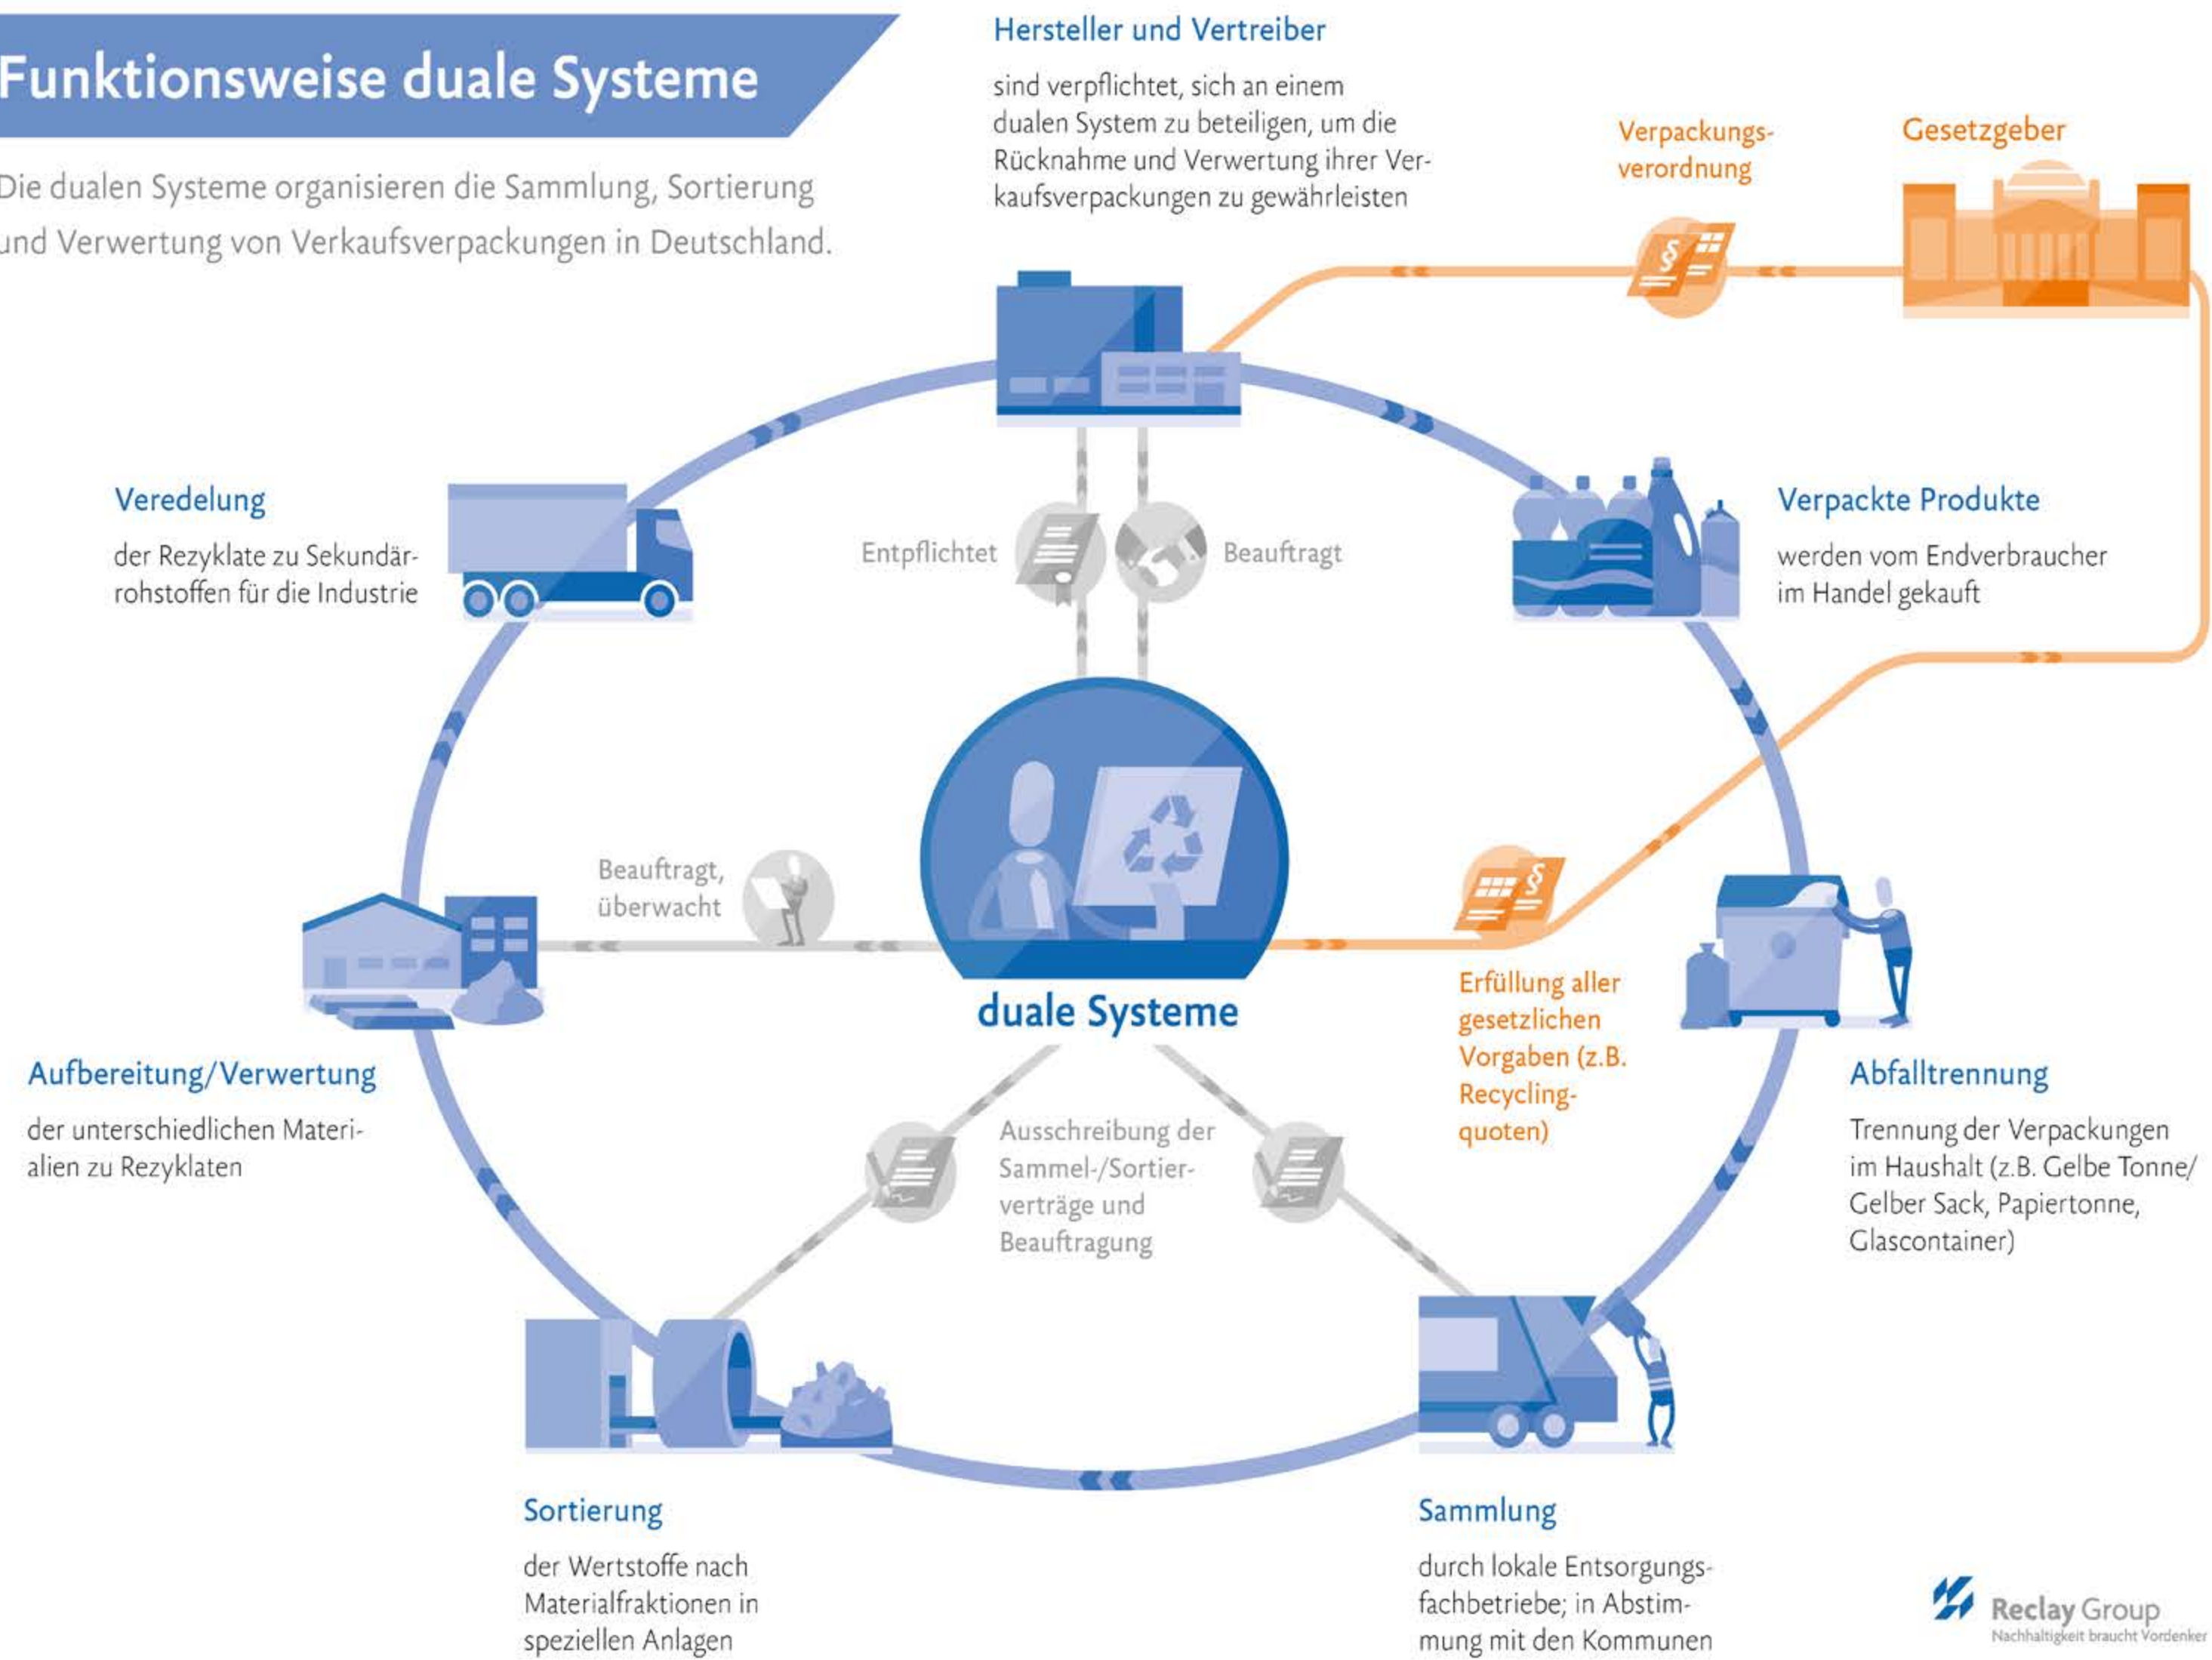 Funktionsweise duale Systeme
Die dualen Systeme organisieren die Sammlung, Sortierung
und Verwertung von Verkaufsverpackungen in Deutschland.
Hersteller und Vertreiber
sind verpflichtet, sich an einem
dualen System zu beteiligen, um die
Rücknahme und Verwertung ihrer Ver-
kaufsverpackungen zu gewährleisten
Verpackungs-
verordnung
Gesetzgeber
§
Veredelung
der Rezyklate zu Sekundär-
rohstoffen für die Industrie
Entpflichtet
Beauftragt
Verpackte Produkte
werden vom Endverbraucher
im Handel gekauft
Beauftragt,
überwacht
duale Systeme
§
Erfüllung aller
gesetzlichen
Vorgaben (z.B.
Recycling-
quoten)
Aufbereitung/Verwertung
der unterschiedlichen Materi-
alien zu Rezyklaten
Ausschreibung der
Sammel-/Sortier-
verträge und
Beauftragung
Abfalltrennung
Trennung der Verpackungen
im Haushalt (z.B. Gelbe Tonne/
Gelber Sack, Papiertonne,
Glascontainer)
Sortierung
der Wertstoffe nach
Materialfraktionen in
speziellen Anlagen
Sammlung
durch lokale Entsorgungs-
fachbetriebe; in Abstim-
mung mit den Kommunen
Reclay Group
Nachhaltigkeit braucht Vordenker